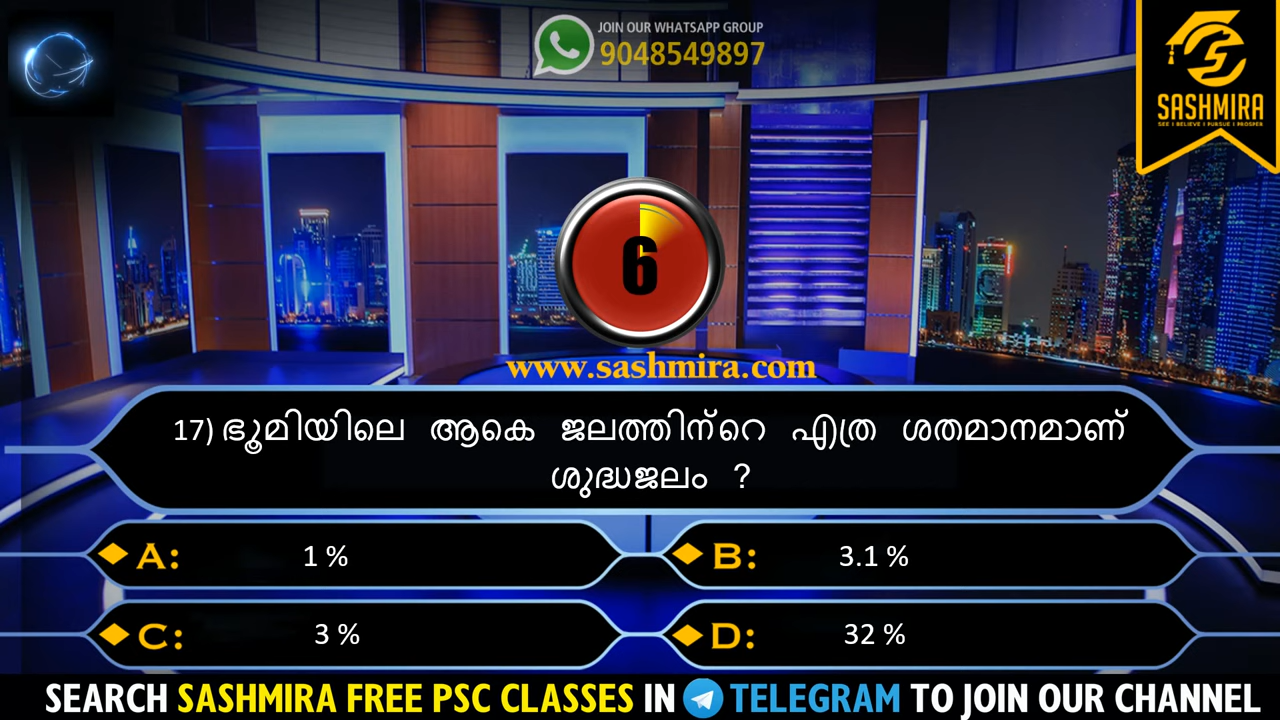 JOIN OUR WHATSAPP GROUP
9048549897
SASHMIRA
SEE I BELIEVE I PURSUE I PROSPER
6
www.sashmira.com
17) ഭൂമിയിലെ ആകെ ജലത്തിന്റെ എത്ര ശതമാനമാണ്
ശുദ്ധജലം ?
A: 1 %
B: 3.1 %
C: 3 %
D: 32 %
SEARCH SASHMIRA FREE PSC CLASSES IN TELEGRAM TO JOIN OUR CHANNEL